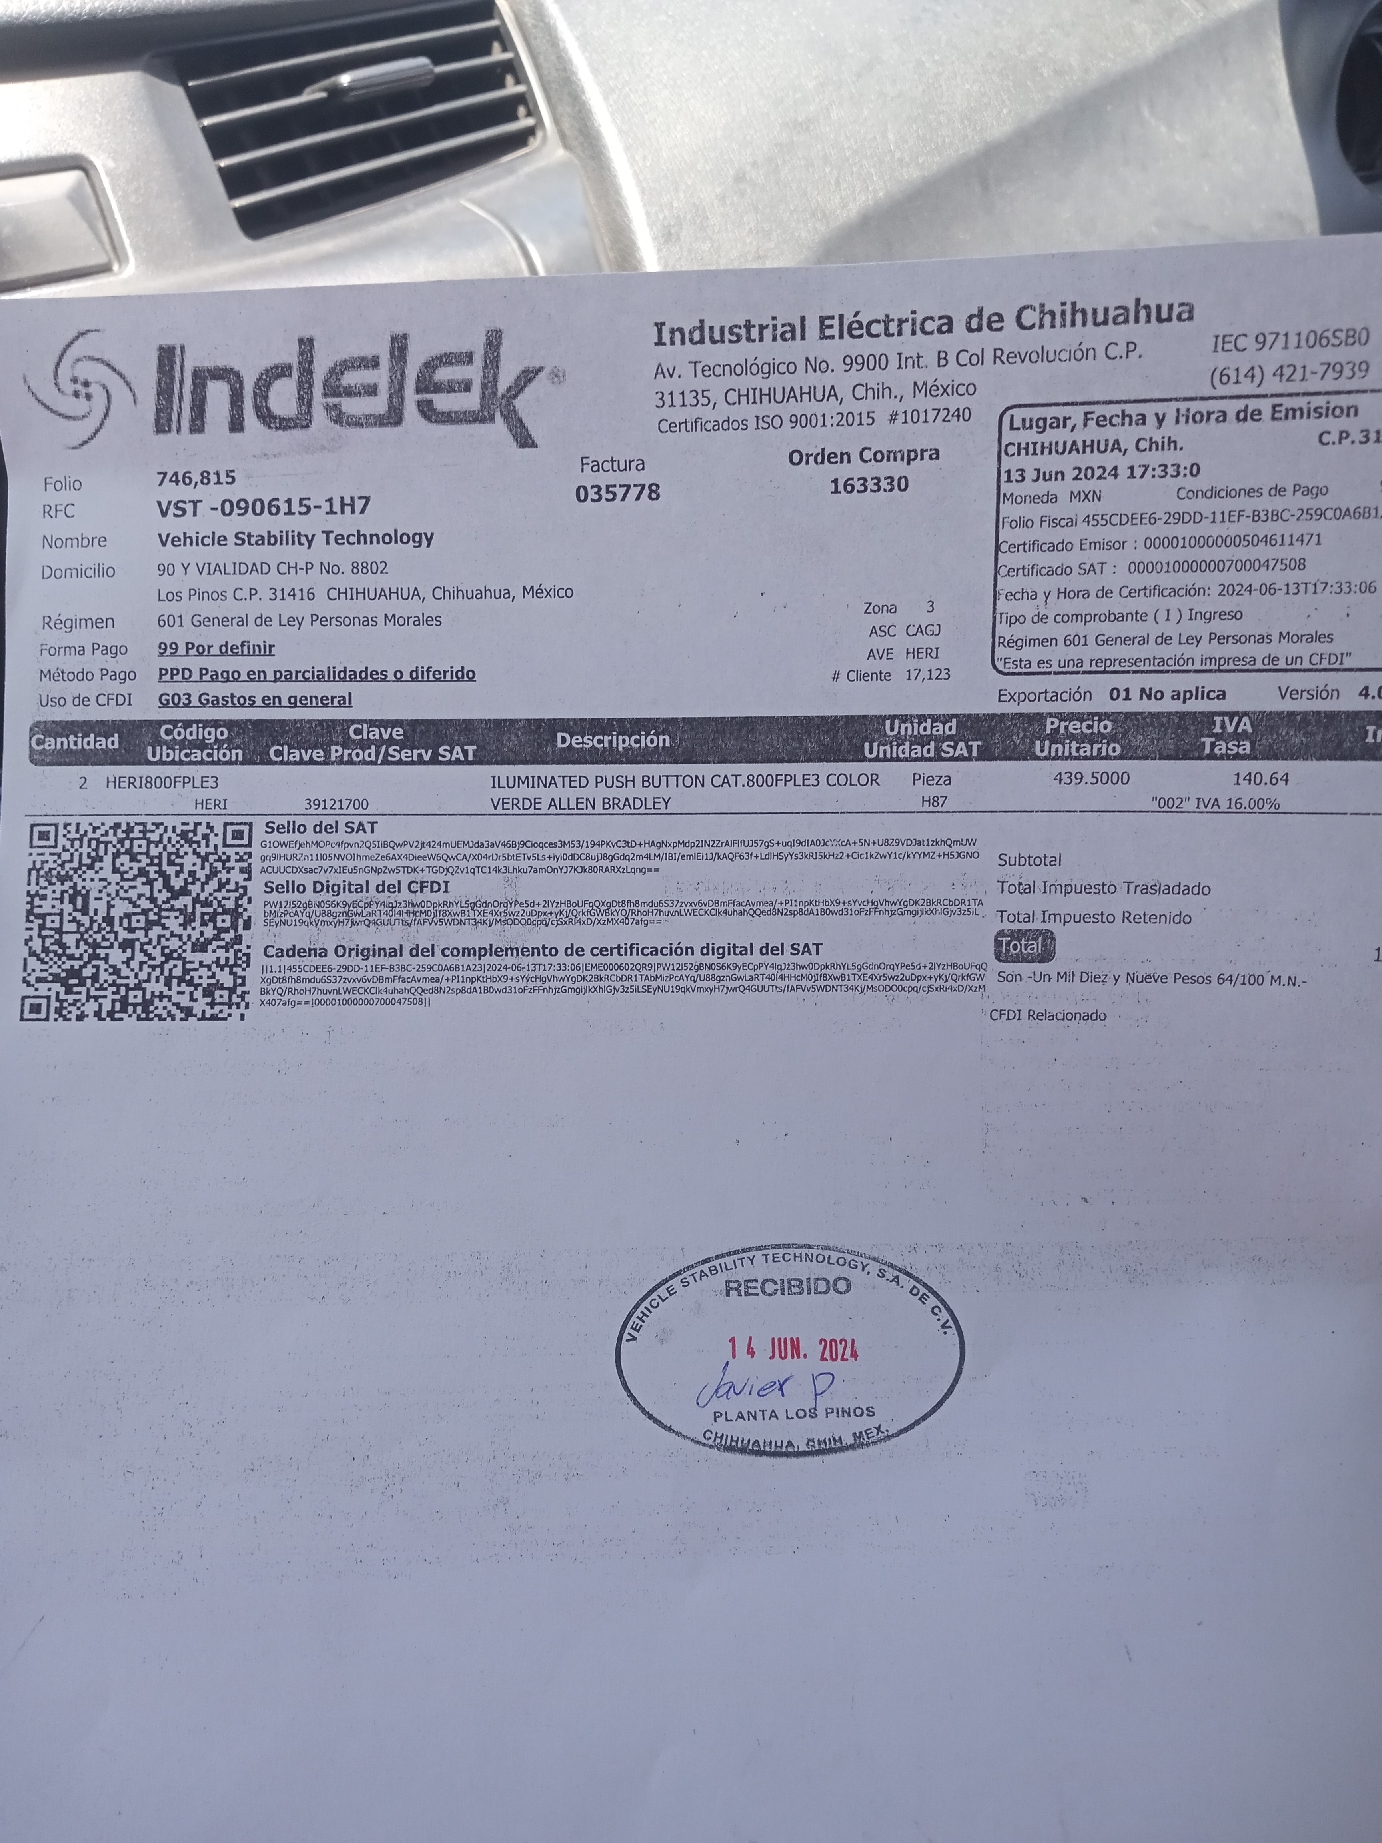 Indelek®
Industrial Eléctrica de Chihuahua
Av. Tecnológico No. 9900 Int. B Col Revolución C.P.
31135, CHIHUAHUA, Chih., México
Certificados ISO 9001:2015 #1017240
IEC 971106SB0
(614) 421-7939
Lugar, Fecha y Hora de Emision
CHIHUAHUA, Chih. C.P.31
13 Jun 2024 17:33:0
Moneda MXN Condiciones de Pago
Folio Fiscal 455CDEE6-29DD-11EF-B3BC-259C0A6B1
Certificado Emisor : 00001000000504611471
Certificado SAT : 00001000000700047508
Fecha y Hora de Certificación: 2024-06-13T17:33:06
Tipo de comprobante ( I ) Ingreso
Régimen 601 General de Ley Personas Morales
"Esta es una representación impresa de un CFDI"
Exportación 01 No aplica Versión 4.0
Factura
035778
Orden Compra
163330
Folio 746,815
RFC VST -090615-1H7
Nombre Vehicle Stability Technology
Domicilio 90 Y VIALIDAD CH-P No. 8802
Los Pinos C.P. 31416 CHIHUAHUA, Chihuahua, México
Régimen 601 General de Ley Personas Morales
Forma Pago 99 Por definir
Método Pago PPD Pago en parcialidades o diferido
Uso de CFDI G03 Gastos en general
Zona 3
ASC CAGJ
AVE HERI
# Cliente 17,123
Cantidad Código Ubicación Clave Clave Prod/Serv SAT Descripción Unidad Unidad SAT Precio Unitario IVA Tasa
2 HERI800FPLE3 ILUMINATED PUSH BUTTON CAT.800FPLE3 COLOR Pieza 439.5000 140.64
HERI 39121700 VERDE ALLEN BRADLEY H87 "002" IVA 16.00%
Sello del SAT
Sello Digital del CFDI
Cadena Original del complemento de certificación digital del SAT
Subtotal
Total Impuesto Trasladado
Total Impuesto Retenido
Total 1
Son -Un Mil Diez y Nueve Pesos 64/100 M.N.-
CFDI Relacionado
VEHICLE STABILITY TECHNOLOGY, S.A. DE C.V.
RECIBIDO
14 JUN. 2024
Javier P.
PLANTA LOS PINOS
CHIHUAHUA, CHIH. MEX.